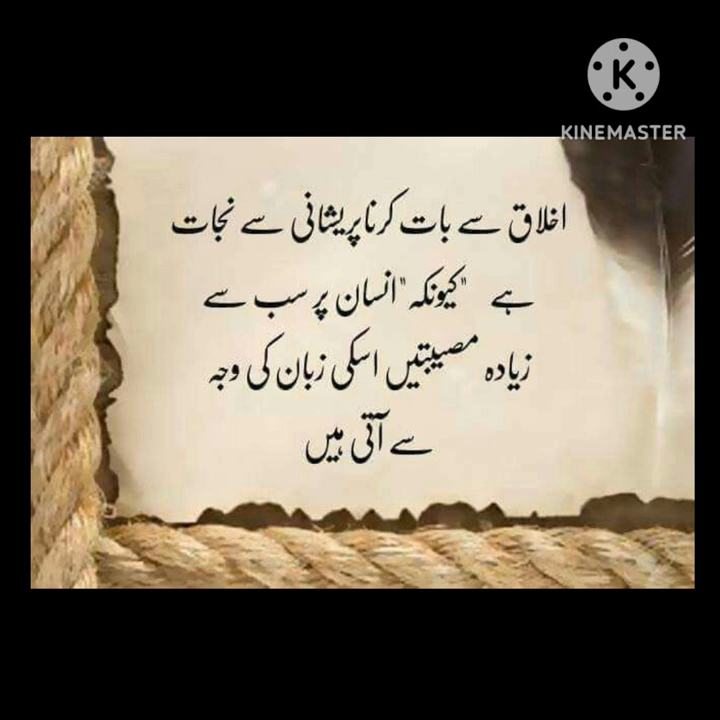 KINEMASTER
اخلاق سے بات کرنا پریشانی سے نجات
ہے "کیونکہ" انسان پر سب سے
زیادہ مصیبتیں اسکی زبان کی وجہ
سے آتی ہیں